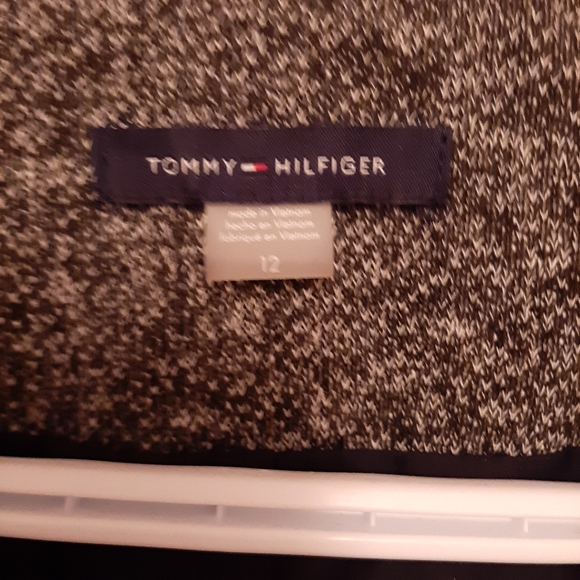 TOMMY HILFIGER
made in Vietnam
hecho en Vietnam
fabriqué en Vietnam
12